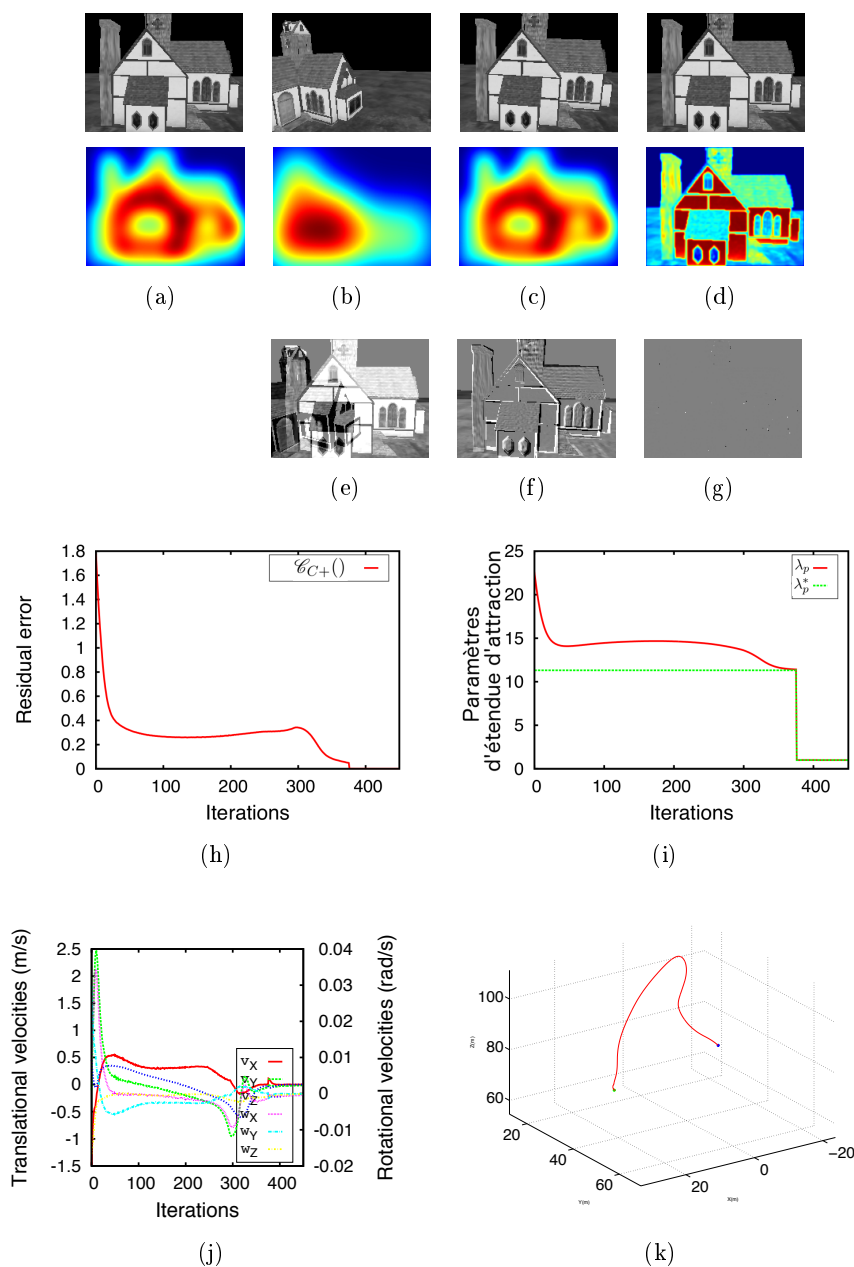 (a)
(b)
(c)
(d)
(e)
(f)
(g)
1.8
1.6
1.4
1.2
1
0.8
0.6
0.4
0.2
0
0 100 200 300 400
Residual error
Iterations
𝒞C+()
(h)
25
20
15
10
5
0
0 100 200 300 400
Paramètres
d'étendue d'attraction
Iterations
λp
λp*
(i)
2.5
2
1.5
1
0.5
0
-0.5
-1
-1.5
0 100 200 300 400
0.04
0.03
0.02
0.01
0
-0.01
-0.02
Translational velocities (m/s)
Rotational velocities (rad/s)
Iterations
vX
vY
vZ
wX
wY
wZ
(j)
100
80
60
Z(m)
20
40
60
Y(m)
20
0
−20
X(m)
(k)